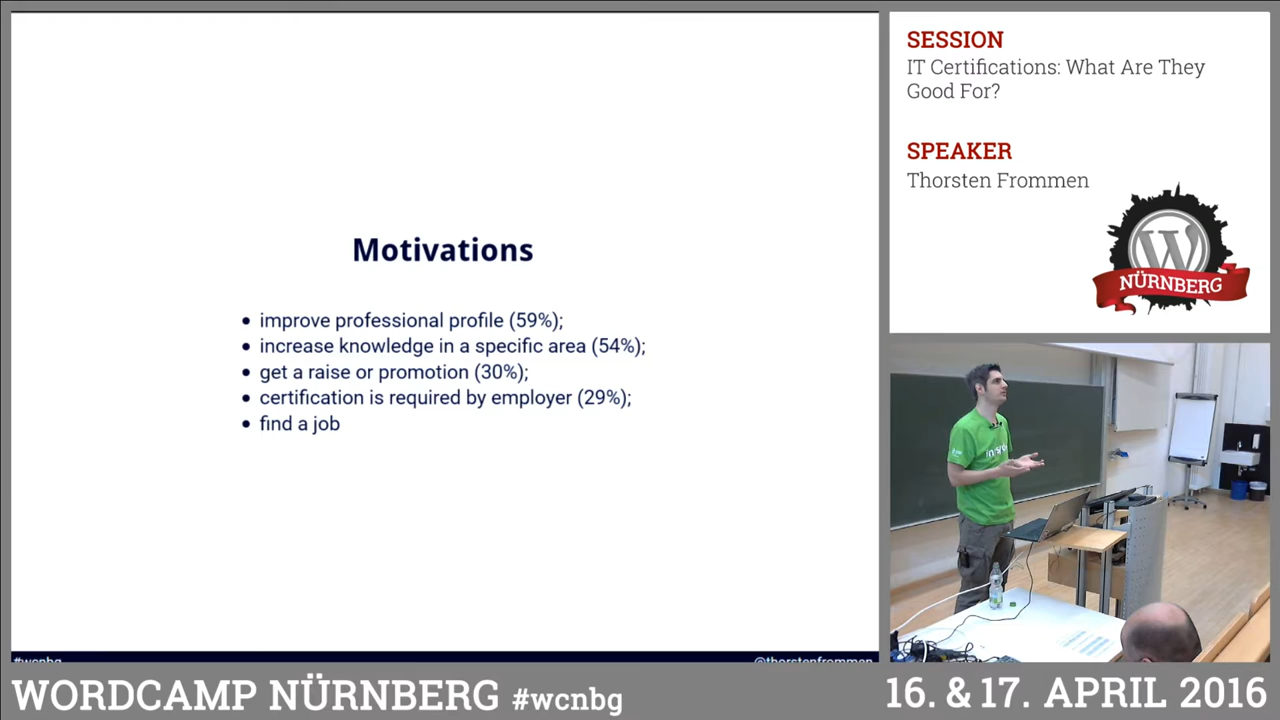 Motivations
improve professional profile (59%);
increase knowledge in a specific area (54%);
get a raise or promotion (30%);
certification is required by employer (29%);
find a job
#wcnbg
@thorstenfrommen
SESSION
IT Certifications: What Are They
Good For?
SPEAKER
Thorsten Frommen
W
NÜRNBERG
WORDCAMP NÜRNBERG #wcnbg
16. & 17. APRIL 2016